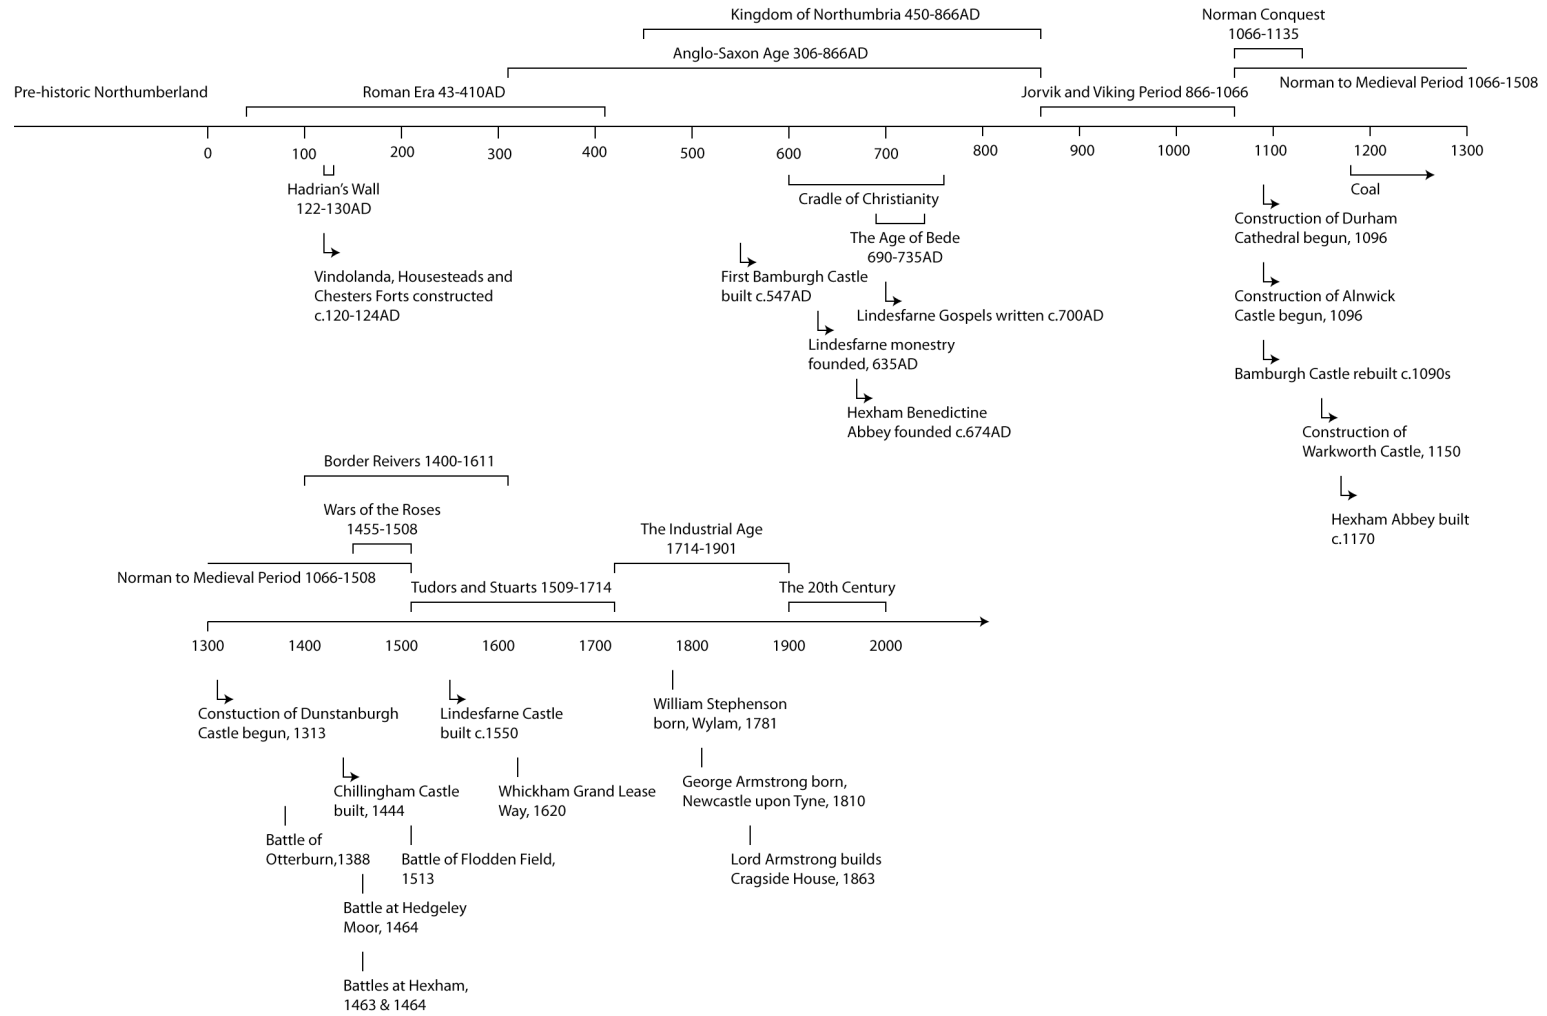 Kingdom of Northumbria 450-866AD
Norman Conquest
1066-1135
Anglo-Saxon Age 306-866AD
Norman to Medieval Period 1066-1508
Pre-historic Northumberland
Roman Era 43-410AD
Jorvik and Viking Period 866-1066
0 100 200 300 400 500 600 700 800 900 1000 1100 1200 1300
Hadrian's Wall
122-130AD
Vindolanda, Housesteads and
Chesters Forts constructed
c.120-124AD
Cradle of Christianity
The Age of Bede
690-735AD
First Bamburgh Castle
built c.547AD
Lindesfarne Gospels written c.700AD
Lindesfarne monestry
founded, 635AD
Hexham Benedictine
Abbey founded c.674AD
Coal
Construction of Durham
Cathedral begun, 1096
Construction of Alnwick
Castle begun, 1096
Bamburgh Castle rebuilt c.1090s
Construction of
Warkworth Castle, 1150
Hexham Abbey built
c.1170
Border Reivers 1400-1611
Wars of the Roses
1455-1508
The Industrial Age
1714-1901
Norman to Medieval Period 1066-1508
Tudors and Stuarts 1509-1714
The 20th Century
1300 1400 1500 1600 1700 1800 1900 2000
Constuction of Dunstanburgh
Castle begun, 1313
Lindesfarne Castle
built c.1550
William Stephenson
born, Wylam, 1781
Chillingham Castle
built, 1444
Whickham Grand Lease
Way, 1620
George Armstrong born,
Newcastle upon Tyne, 1810
Battle of
Otterburn,1388
Battle of Flodden Field,
1513
Lord Armstrong builds
Cragside House, 1863
Battle at Hedgeley
Moor, 1464
Battles at Hexham,
1463 & 1464